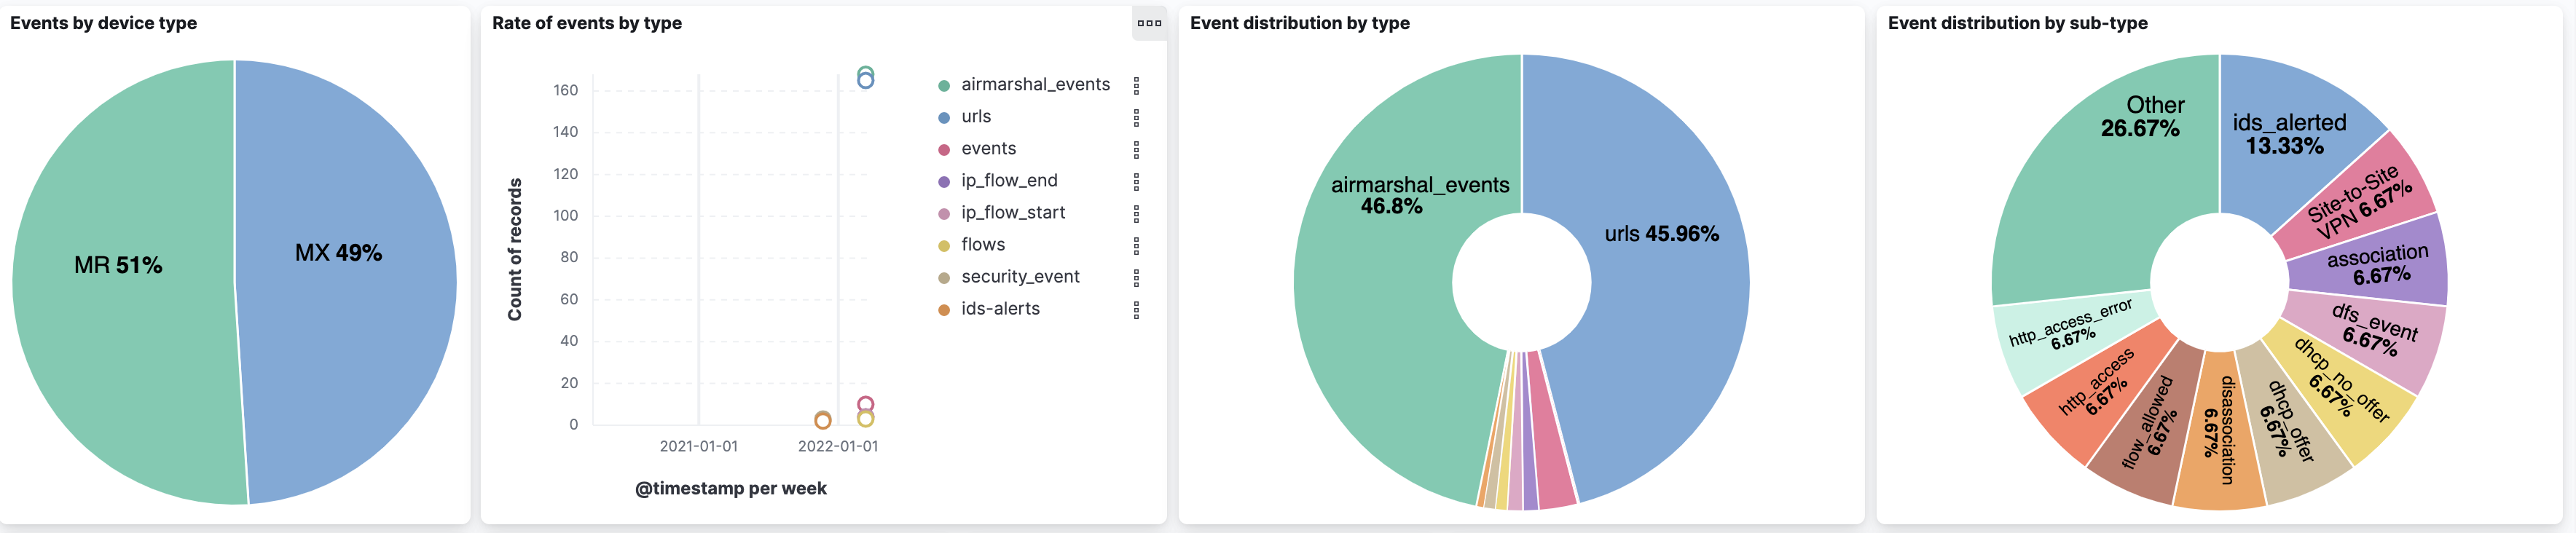 Events by device type
MR 51%
MX 49%
Rate of events by type
Count of records
160
140
120
100
80
60
40
20
0
2021-01-01
2022-01-01
@timestamp per week
airmarshal_events
urls
events
ip_flow_end
ip_flow_start
flows
security_event
ids-alerts
Event distribution by type
airmarshal_events
46.8%
urls 45.96%
Event distribution by sub-type
Other
26.67%
ids_alerted
13.33%
Site-to-Site
VPN 6.67%
association
6.67%
dfs_event
6.67%
dhcp_no_offer
6.67%
dhcp_offer
6.67%
disassociation
6.67%
flow_allowed
6.67%
http_access
6.67%
http_access_error
6.67%